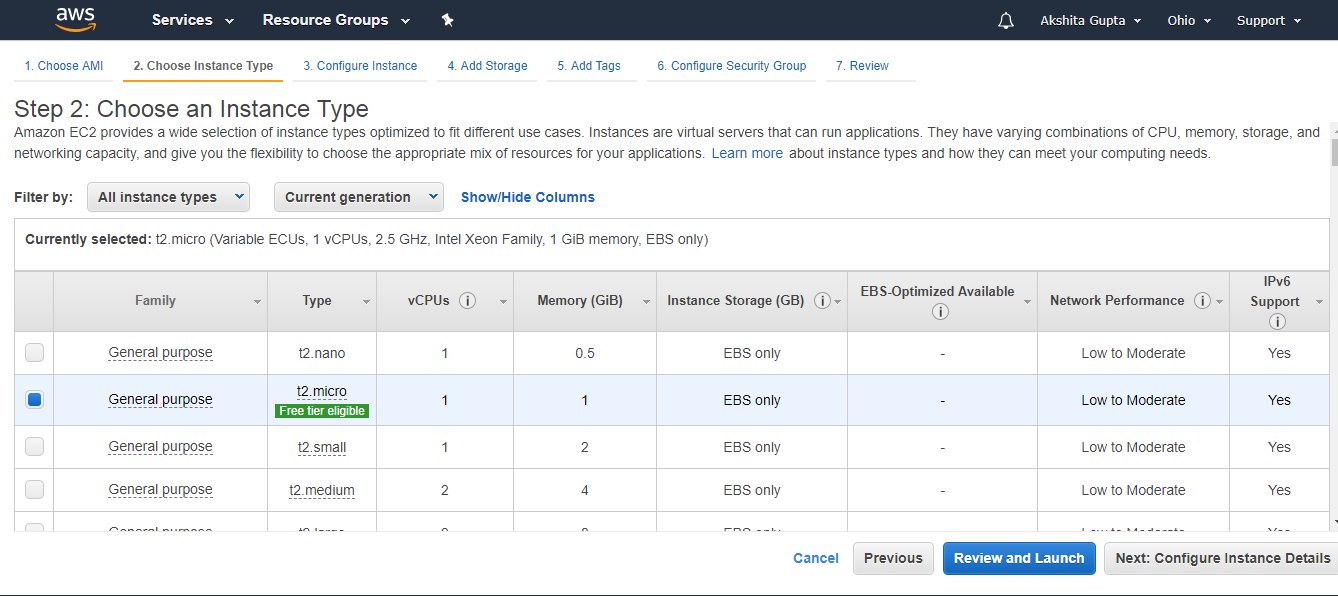 aws Services Resource Groups Akshita Gupta Ohio Support
1. Choose AMI 2. Choose Instance Type 3. Configure Instance 4. Add Storage 5. Add Tags 6. Configure Security Group 7. Review
Step 2: Choose an Instance Type
Amazon EC2 provides a wide selection of instance types optimized to fit different use cases. Instances are virtual servers that can run applications. They have varying combinations of CPU, memory, storage, and
networking capacity, and give you the flexibility to choose the appropriate mix of resources for your applications. Learn more about instance types and how they can meet your computing needs.
Filter by: All instance types Current generation Show/Hide Columns
Currently selected: t2.micro (Variable ECUs, 1 vCPUs, 2.5 GHz, Intel Xeon Family, 1 GiB memory, EBS only)
Family Type vCPUs i Memory (GiB) Instance Storage (GB) i EBS-Optimized Available i Network Performance i IPv6 Support i
General purpose t2.nano 1 0.5 EBS only - Low to Moderate Yes
General purpose t2.micro Free tier eligible 1 1 EBS only - Low to Moderate Yes
General purpose t2.small 1 2 EBS only - Low to Moderate Yes
General purpose t2.medium 2 4 EBS only - Low to Moderate Yes
Cancel Previous Review and Launch Next: Configure Instance Details